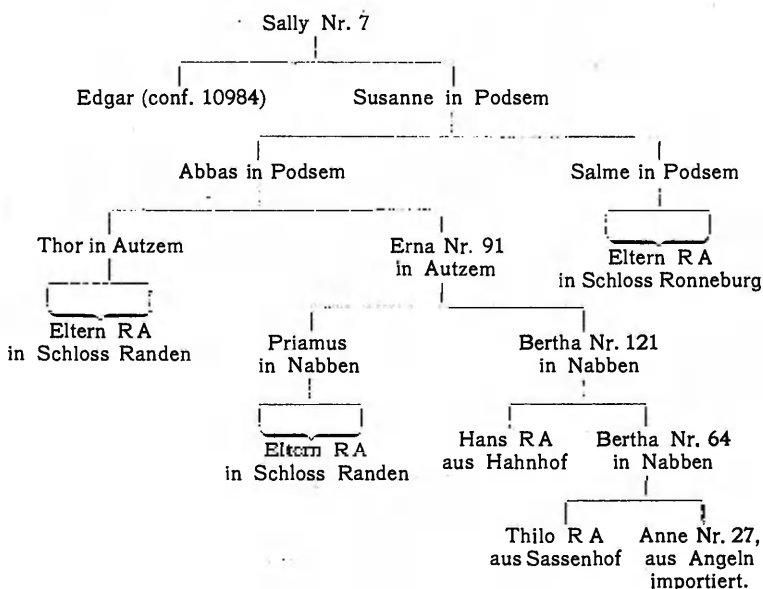 Sally Nr. 7
Edgar (conf. 10984) Susanne in Podsem
Abbas in Podsem Salme in Podsem
Thor in Autzem Erna Nr. 91
in Autzem
Eltern R A
in Schloss Ronneburg
Eltern R A
in Schloss Randen
Priamus
in Nabben
Bertha Nr. 121
in Nabben
Eltern R A
in Schloss Randen
Hans R A
aus Hahnhof
Bertha Nr. 64
in Nabben
Thilo R A
aus Sassenhof
Anne Nr. 27,
aus Angeln
importiert.